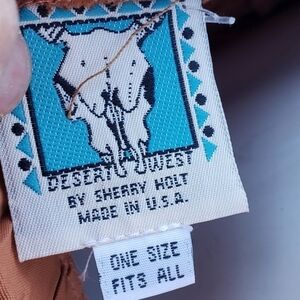 DESERT WEST
BY SHERRY HOLT
MADE IN U.S.A.
ONE SIZE
FITS ALL